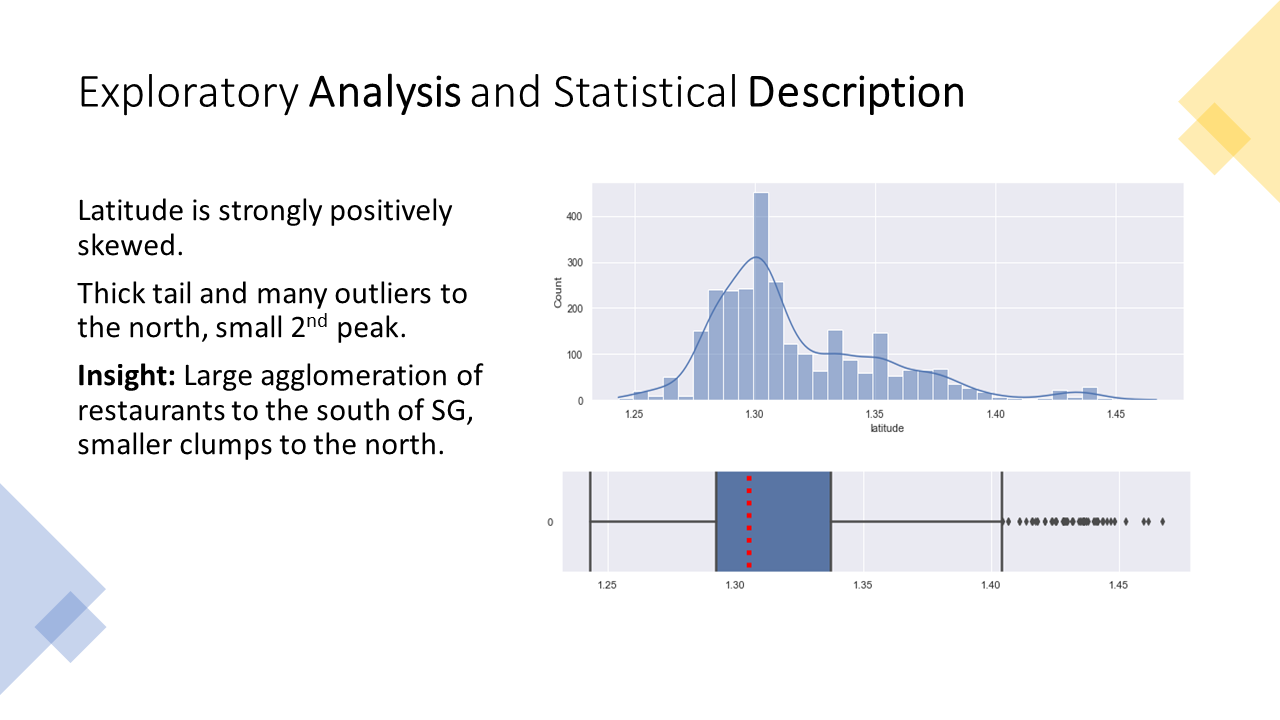 Exploratory Analysis and Statistical Description
Latitude is strongly positively
skewed.
Thick tail and many outliers to
the north, small 2nd peak.
Insight: Large agglomeration of
restaurants to the south of SG,
smaller clumps to the north.
Count
400
300
200
100
0
1.25 1.30 1.35 1.40 1.45
latitude
0
1.25 1.30 1.35 1.40 1.45